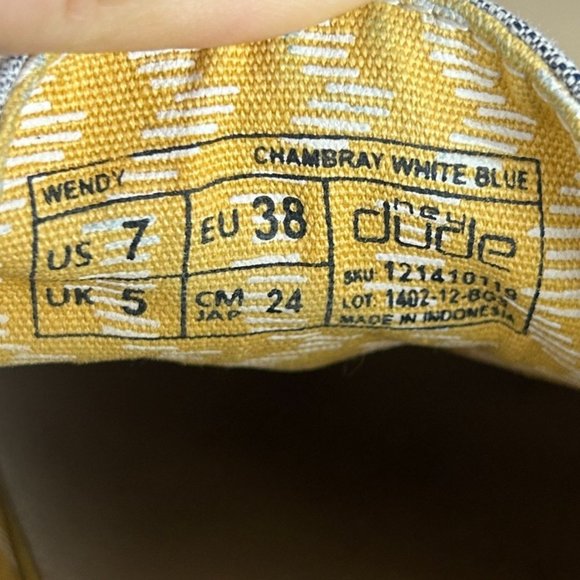 WENDY CHAMBRAY WHITE BLUE
US 7 EU 38 hey dude
SKU: 121410119
UK 5 CM JAP 24 LOT: 1402-12-BO
MADE IN INDONESIA